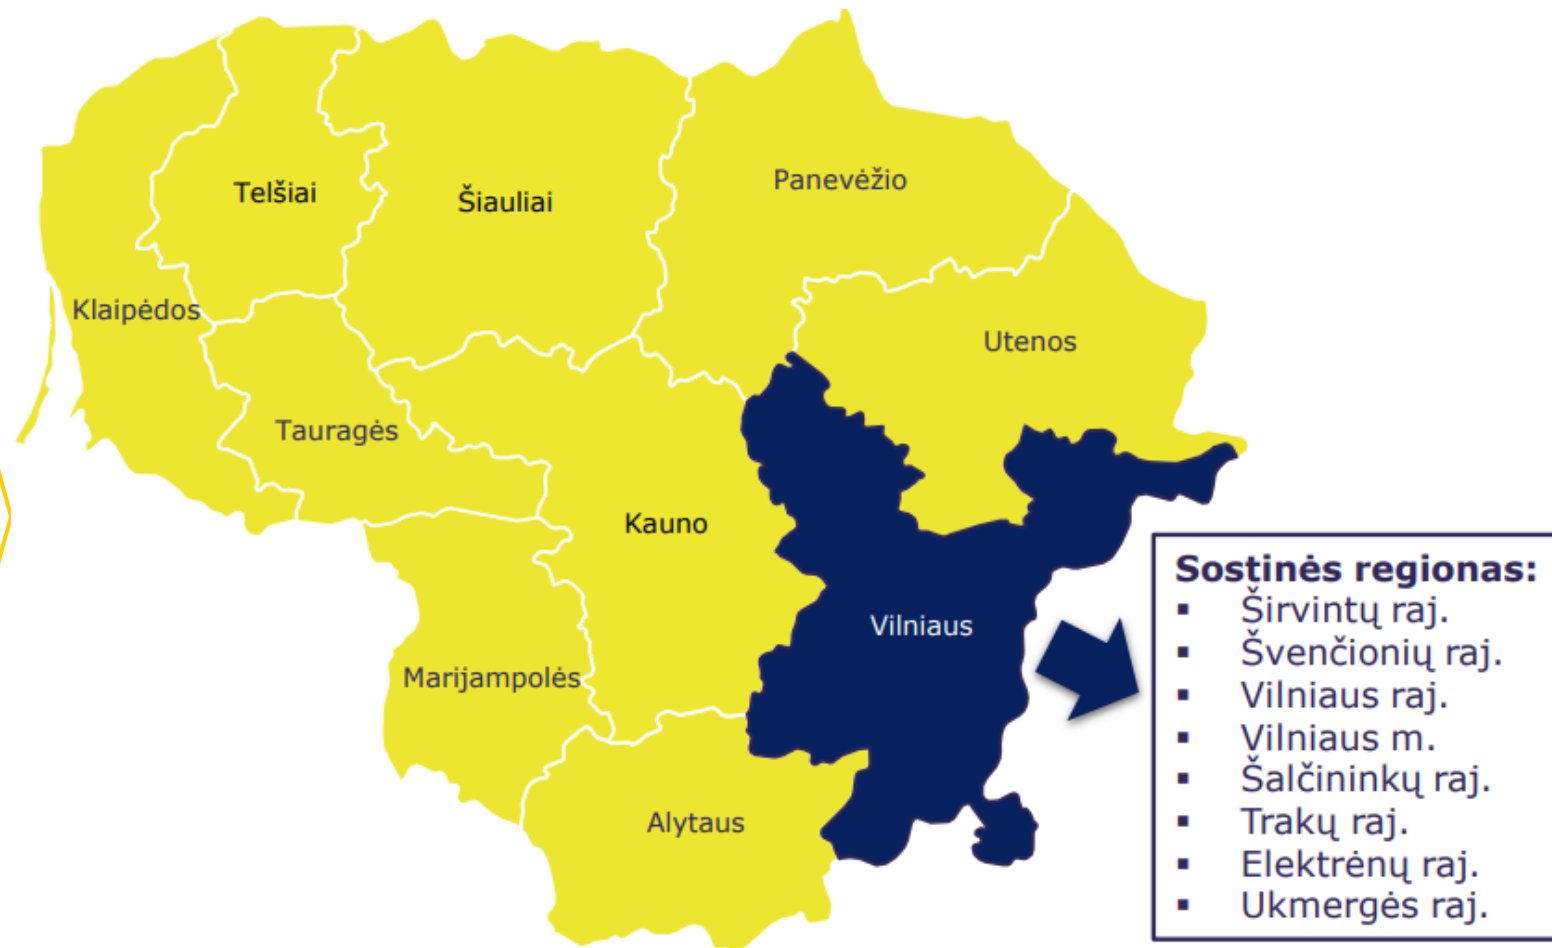 Panevėžio
Telšiai
Šiauliai
Klaipėdos
Utenos
Tauragės
Kauno
Vilniaus
Marijampolės
Alytaus
Sostinės regionas:
▪ Širvintų raj.
▪ Švenčionių raj.
▪ Vilniaus raj.
▪ Vilniaus m.
▪ Šalčininkų raj.
▪ Trakų raj.
▪ Elektrėnų raj.
▪ Ukmergės raj.